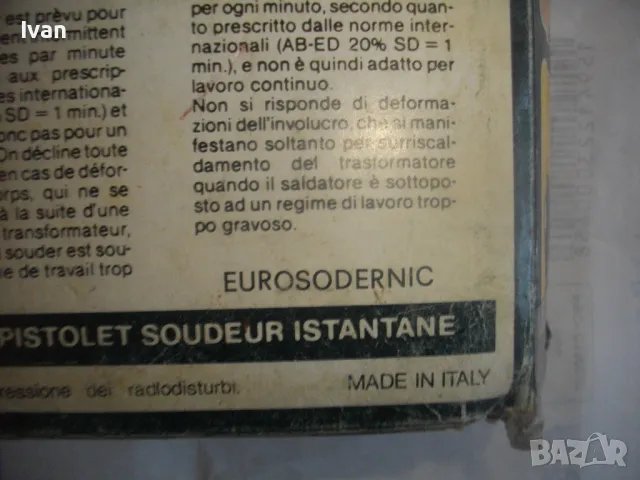 Ivan
est prévu pour
ent intermittent
es par minute
aux prescrip-
es internationa-
SD = 1 min.) et
onc pas pour un
On décline toute
en cas de défor-
orps, qui ne se
à la suite d'une
transformateur,
souder est sou-
e de travail trop
per ogni minuto, secondo quan-
to prescritto dalle norme inter-
nazionali (AB-ED 20% SD = 1
min.), e non è quindi adatto per
lavoro continuo.
Non si risponde di deforma-
zioni dell'involucro, che si mani-
festano soltanto per surriscal-
damento del trasformatore
quando il saldatore è sottopo-
sto ad un regime di lavoro trop-
po gravoso.
EUROSODERNIC
PISTOLET SOUDEUR ISTANTANE
ressione dei radiodisturbi.
MADE IN ITALY
BAZAR